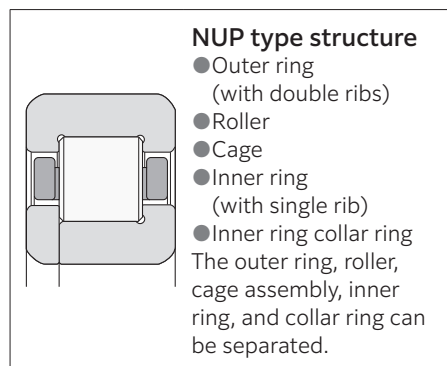 NUP type structure
●Outer ring
(with double ribs)
●Roller
●Cage
●Inner ring
(with single rib)
●Inner ring collar ring
The outer ring, roller,
cage assembly, inner
ring, and collar ring can
be separated.